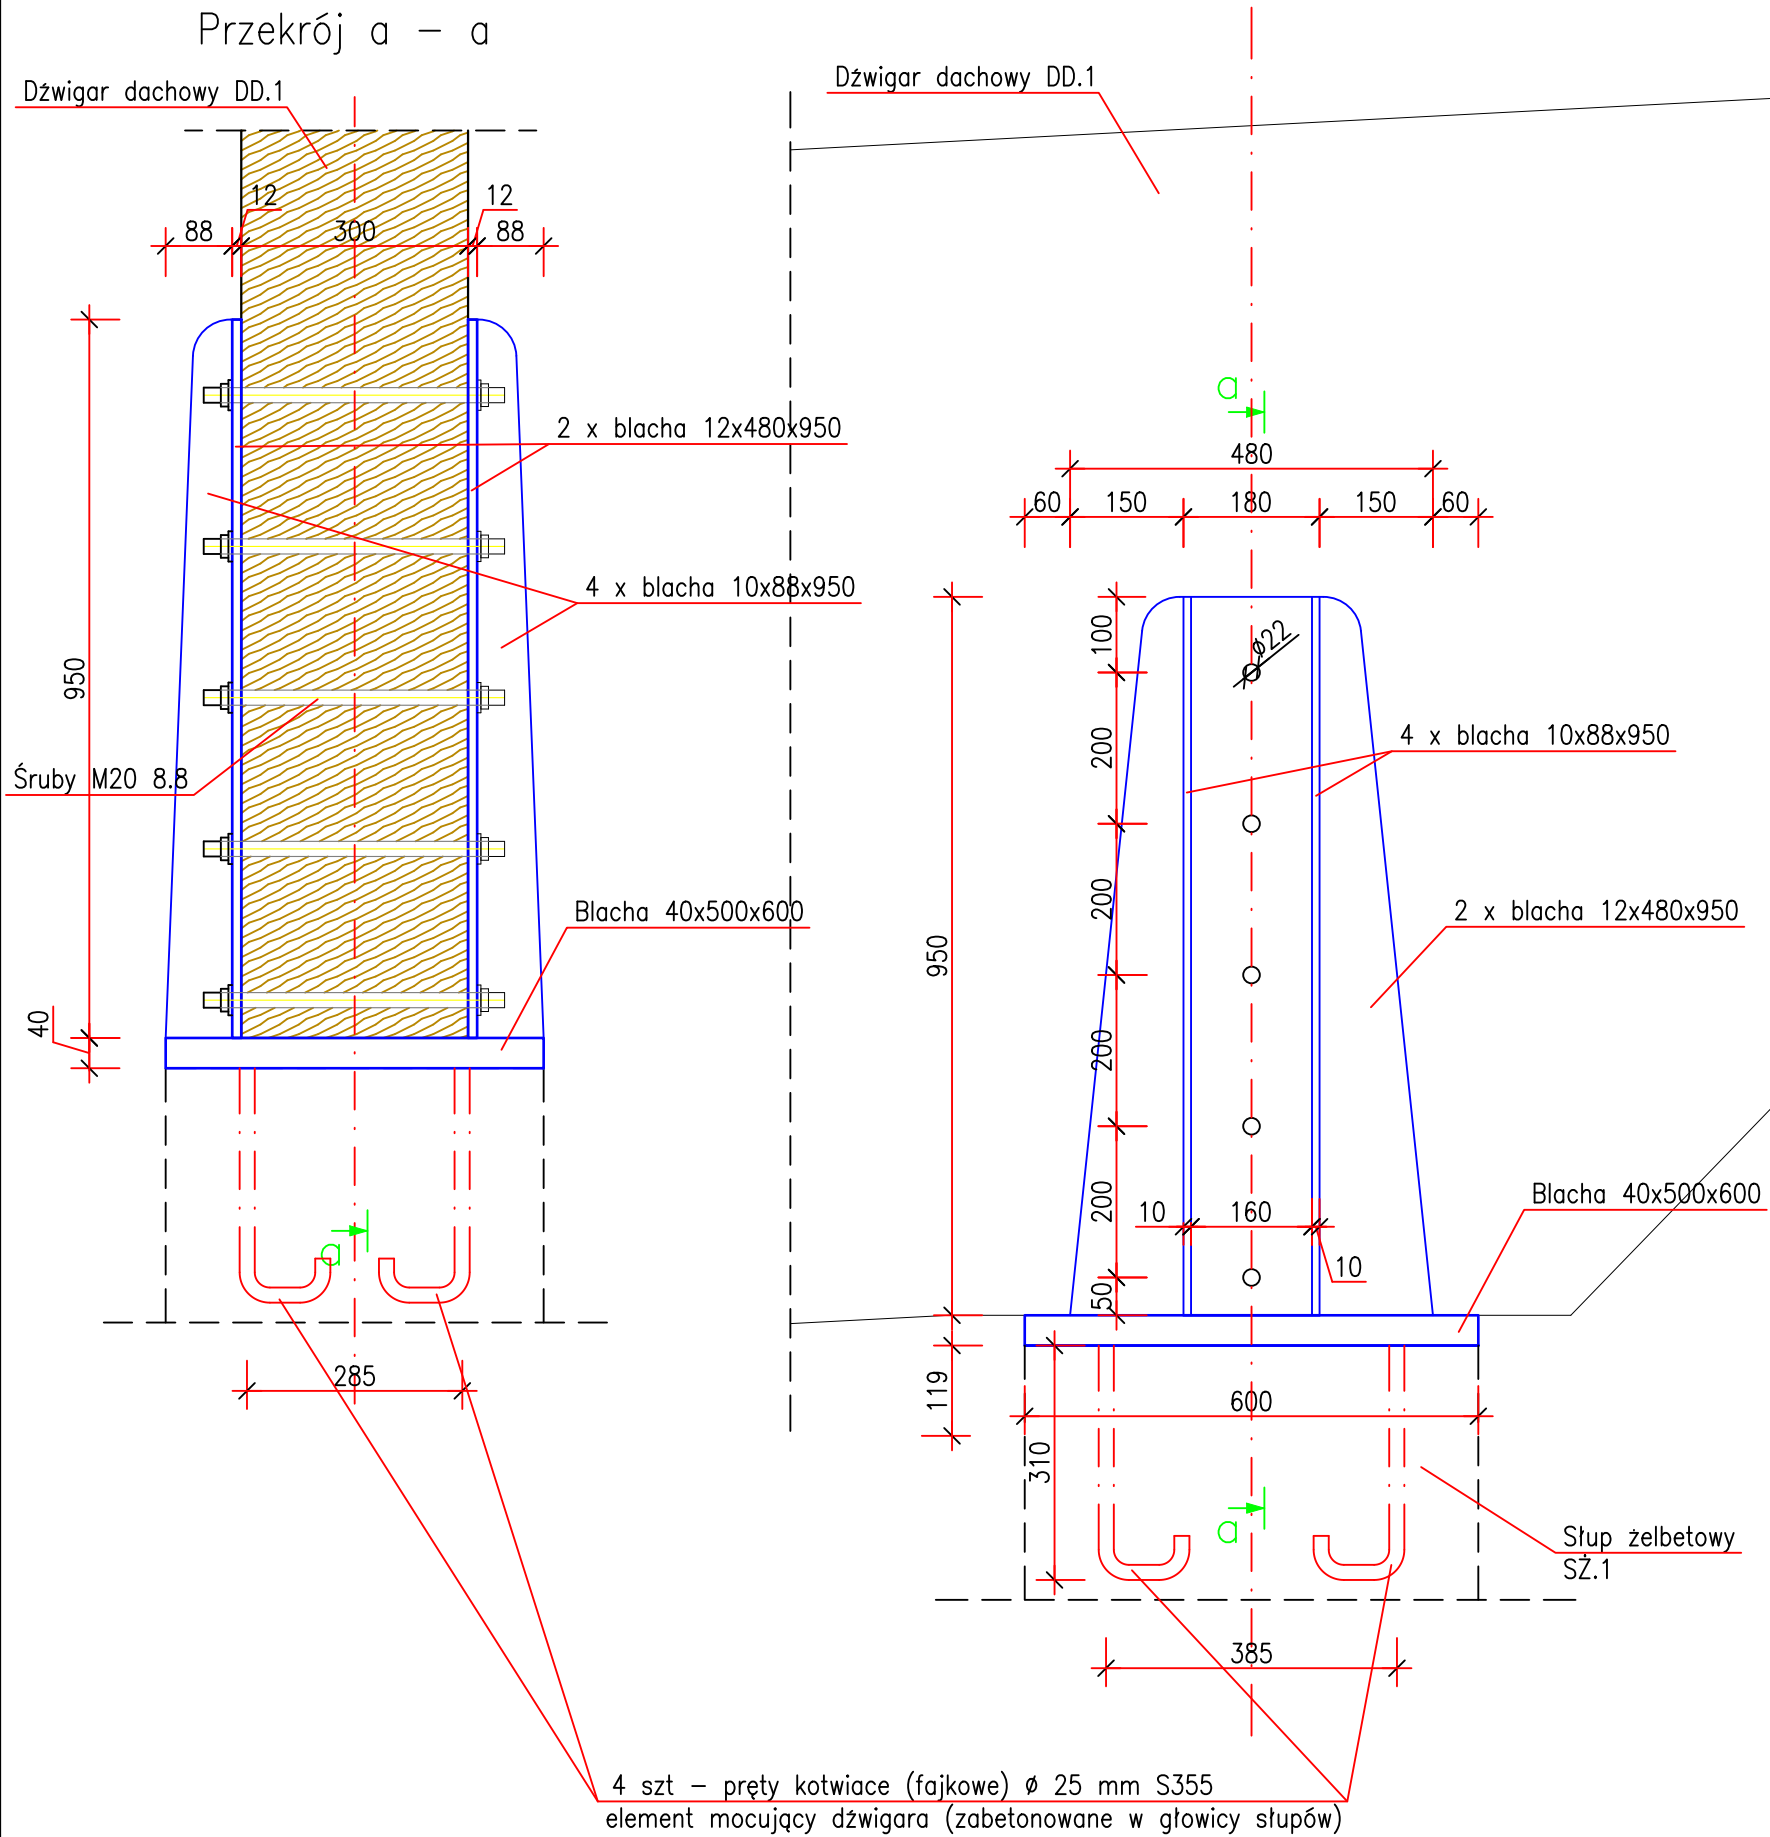 Przekrój a – a
Dźwigar dachowy DD.1
12
12
88
300
88
2 x blacha 12x480x950
4 x blacha 10x88x950
950
Śruby M20 8.8
Blacha 40x500x600
40
a
285
Dźwigar dachowy DD.1
a
480
60
150
180
150
60
100
ø22
200
4 x blacha 10x88x950
200
2 x blacha 12x480x950
950
200
Blacha 40x500x600
200
10
160
10
50
119
600
310
a
Słup żelbetowy
SŻ.1
385
4 szt – pręty kotwiace (fajkowe) ø 25 mm S355
element mocujący dźwigara (zabetonowane w głowicy słupów)